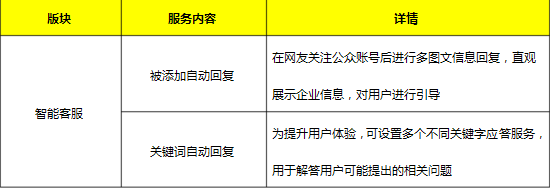 版块 服务内容 详情
智能客服
被添加自动回复
在网友关注公众账号后进行多图文信息回复，直观
展示企业信息，对用户进行引导
关键词自动回复
为提升用户体验，可设置多个不同关键字应答服务，
用于解答用户可能提出的相关问题